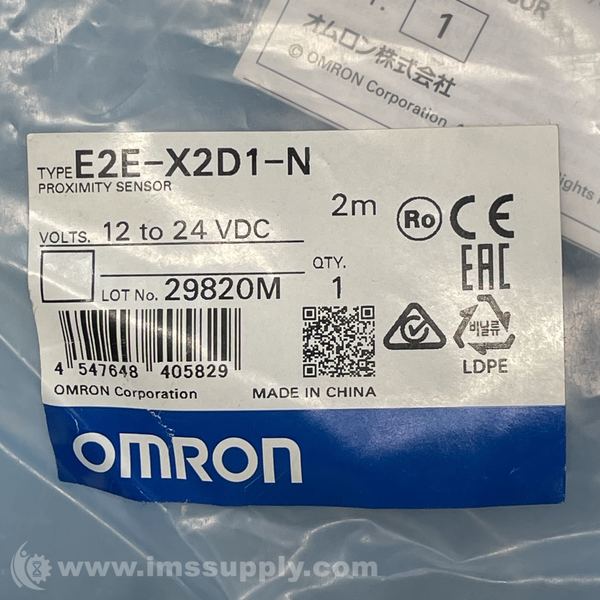 SOR
T. 1
オムロン株式会社
© OMRON Corporation
ights
TYPE E2E-X2D1-N
PROXIMITY SENSOR
2m Ro CE
VOLTS. 12 to 24 VDC
EAC
QTY.
LOT No. 29820M 1
비닐류
LDPE
4 547648 405829
OMRON Corporation MADE IN CHINA
OMRON
www.imssupply.com